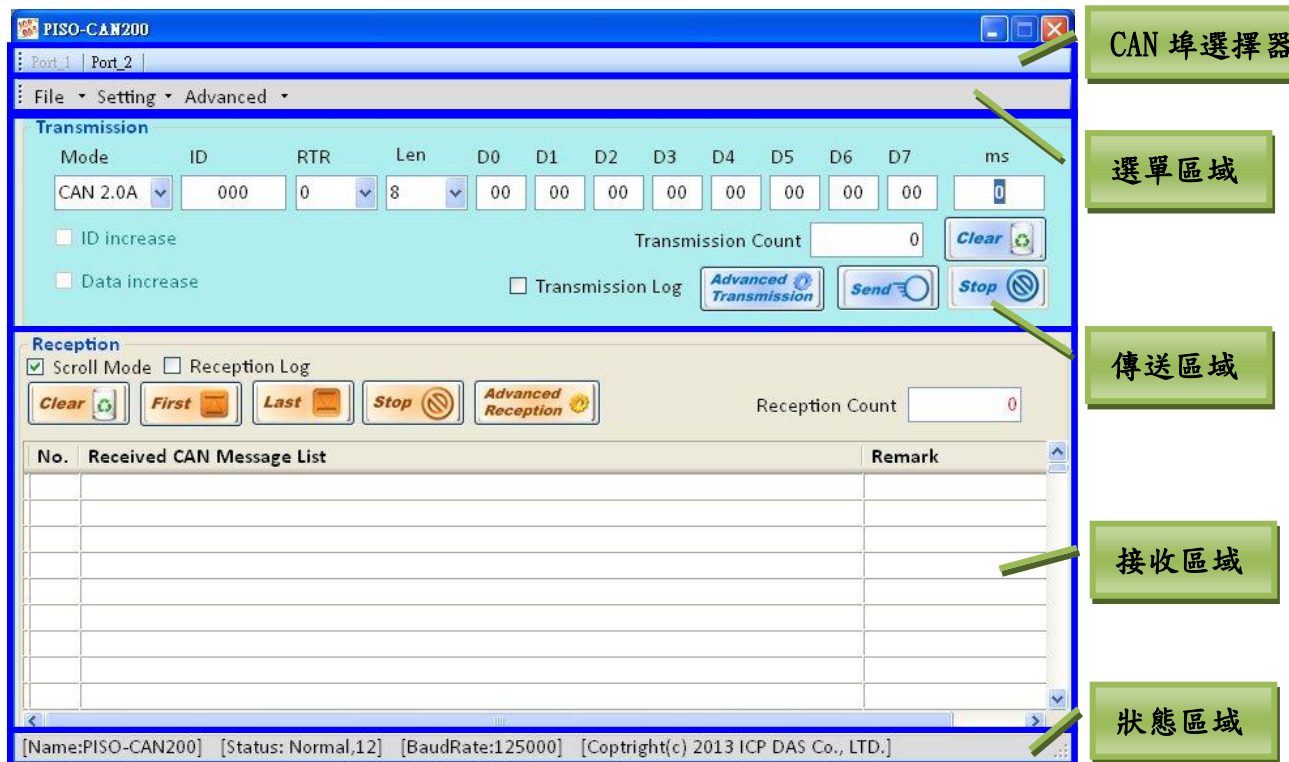 PISO-CAN200
Port_1 Port_2
File Setting Advanced
Transmission
Mode ID RTR Len D0 D1 D2 D3 D4 D5 D6 D7 ms
CAN 2.0A 000 0 8 00 00 00 00 00 00 00 00 0
ID increase Transmission Count 0 Clear
Data increase Transmission Log Advanced Transmission Send Stop
Reception
Scroll Mode Reception Log
Clear First Last Stop Advanced Reception Reception Count 0
No. Received CAN Message List Remark
[Name:PISO-CAN200] [Status: Normal,12] [BaudRate:125000] [Coptright(c) 2013 ICP DAS Co., LTD.]
CAN 埠選擇器
選單區域
傳送區域
接收區域
狀態區域